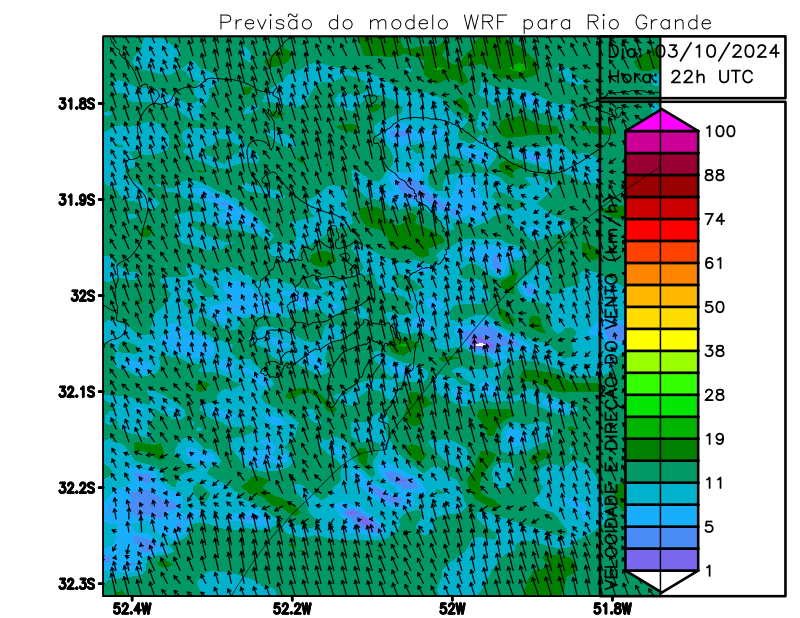 Previsão do modelo WRF para Rio Grande
Dia: 03/10/2024
Hora: 22h UTC
31.8S
31.9S
32S
32.1S
32.2S
32.3S
52.4W
52.2W
52W
51.8W
VELOCIDADE E DIREÇÃO DO VENTO (km/h)
100
88
74
61
50
38
28
19
11
5
1